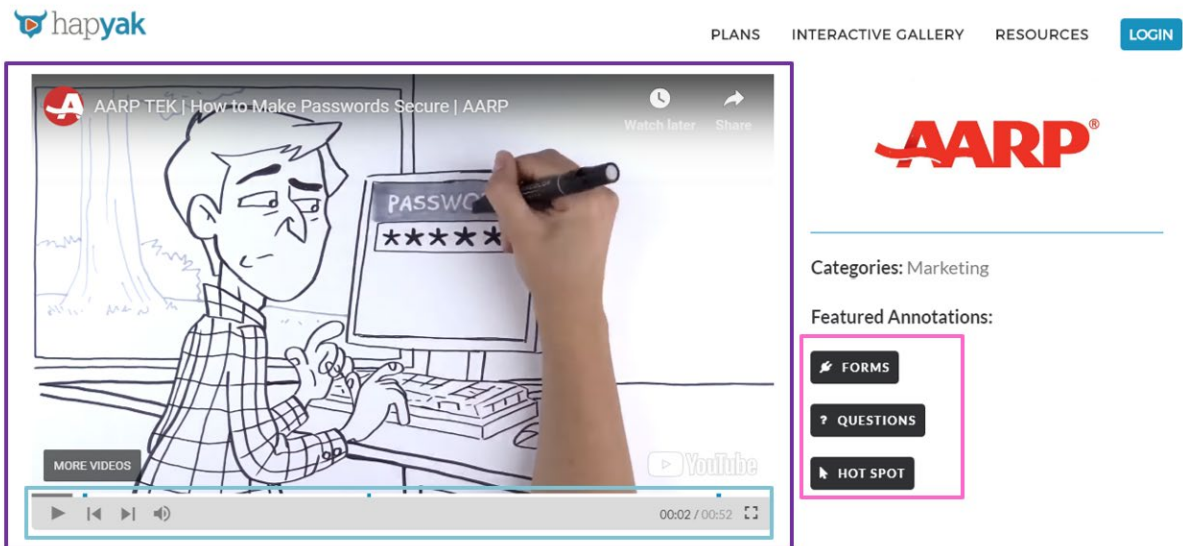 hapyak
PLANS INTERACTIVE GALLERY RESOURCES LOGIN
AARP TEK | How to Make Passwords Secure | AARP
Watch later Share
PASSWO
*****
MORE VIDEOS
YouTube
00:02 / 00:52
AARP®
Categories: Marketing
Featured Annotations:
FORMS
? QUESTIONS
HOT SPOT